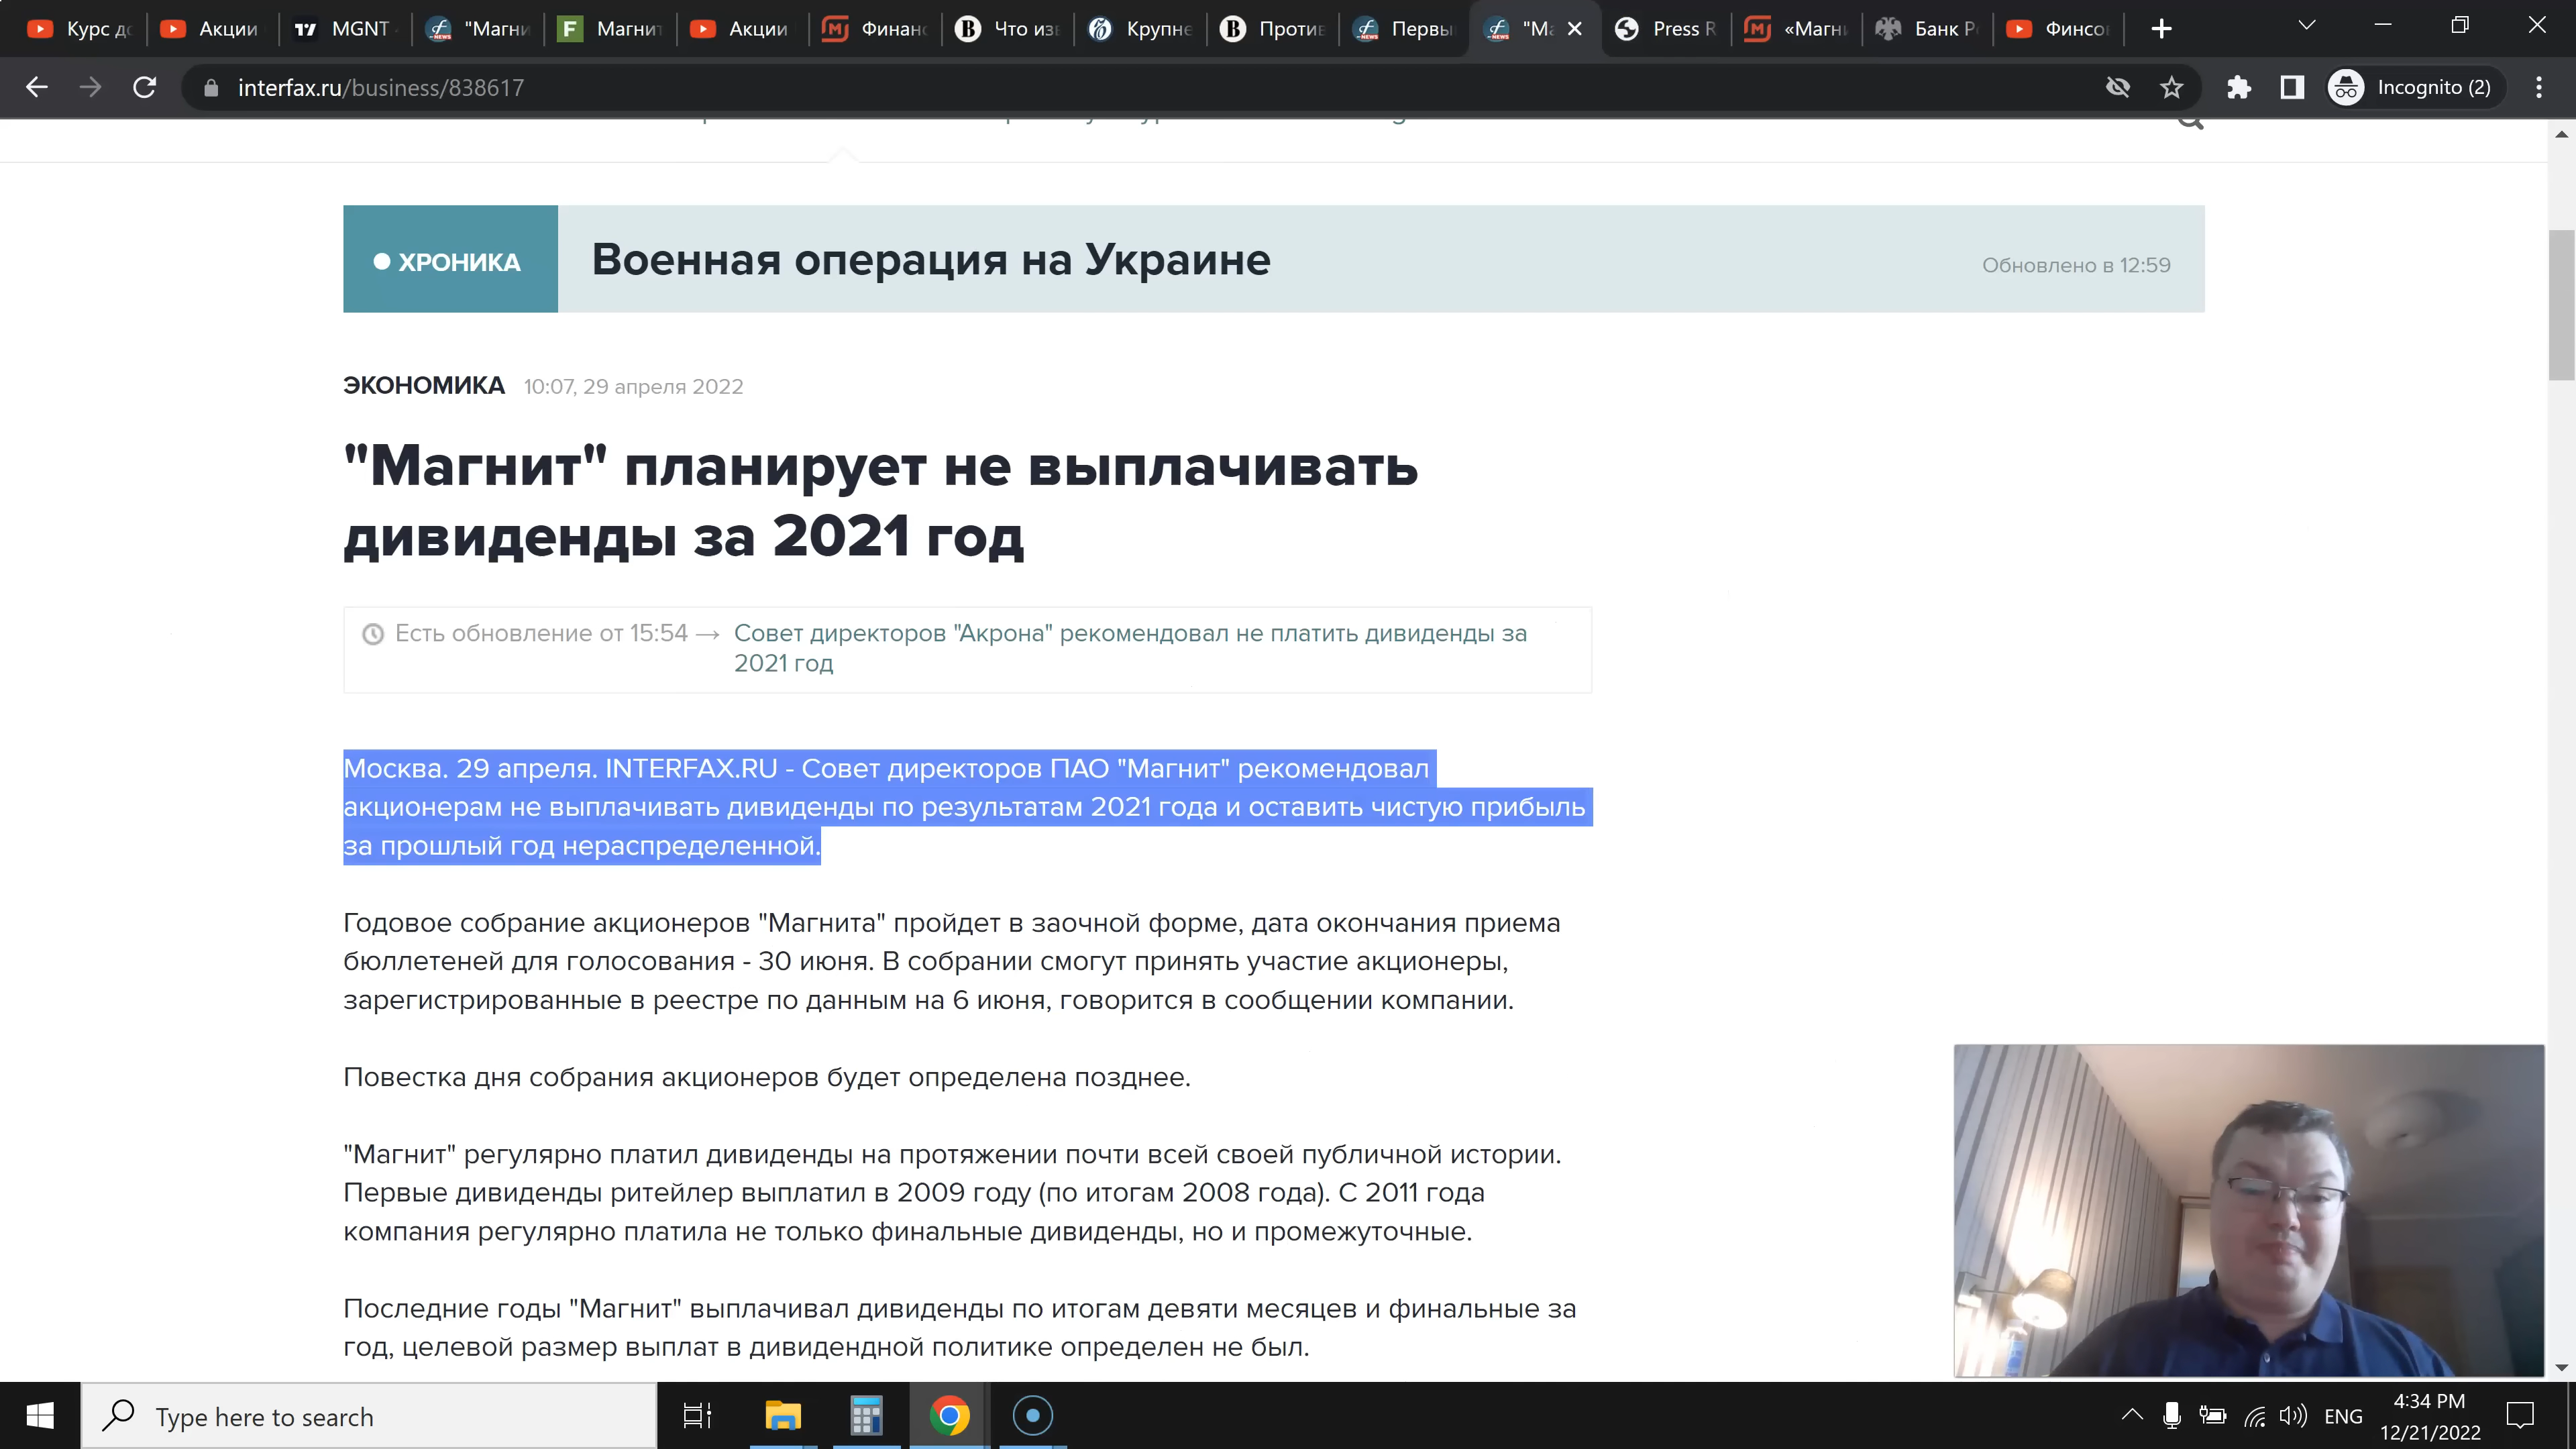 Курс до
Акции
MGNT
"Магни
Магнит
Акции
Финанс
Что изв
Крупне
Против
Первы
"Ма
Press R
«Магни
Банк Р
Финсо
interfax.ru/business/838617
Incognito (2)
ХРОНИКА
Военная операция на Украине
Обновлено в 12:59
ЭКОНОМИКА 10:07, 29 апреля 2022
"Магнит" планирует не выплачивать
дивиденды за 2021 год
Есть обновление от 15:54 → Совет директоров "Акрона" рекомендовал не платить дивиденды за
2021 год
Москва. 29 апреля. INTERFAX.RU - Совет директоров ПАО "Магнит" рекомендовал
акционерам не выплачивать дивиденды по результатам 2021 года и оставить чистую прибыль
за прошлый год нераспределенной.
Годовое собрание акционеров "Магнита" пройдет в заочной форме, дата окончания приема
бюллетеней для голосования - 30 июня. В собрании смогут принять участие акционеры,
зарегистрированные в реестре по данным на 6 июня, говорится в сообщении компании.
Повестка дня собрания акционеров будет определена позднее.
"Магнит" регулярно платил дивиденды на протяжении почти всей своей публичной истории.
Первые дивиденды ритейлер выплатил в 2009 году (по итогам 2008 года). С 2011 года
компания регулярно платила не только финальные дивиденды, но и промежуточные.
Последние годы "Магнит" выплачивал дивиденды по итогам девяти месяцев и финальные за
год, целевой размер выплат в дивидендной политике определен не был.
Type here to search
ENG
4:34 PM
12/21/2022